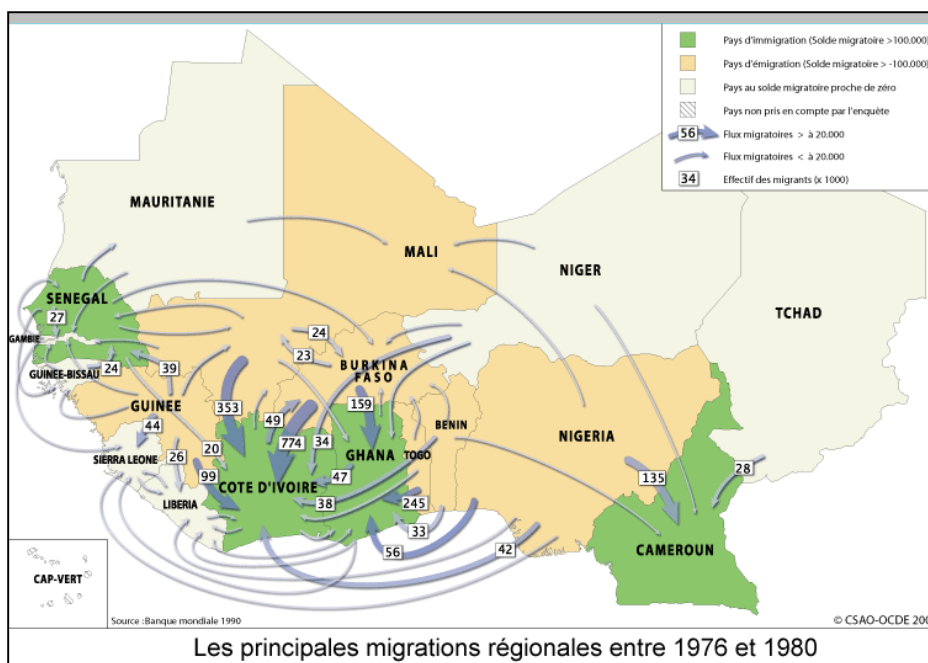 Pays d'immigration (Solde migratoire >100.000)
Pays d'émigration (Solde migratoire > -100.000)
Pays au solde migratoire proche de zéro
Pays non pris en compte par l'enquête
56 Flux migratoires > à 20.000
Flux migratoires < à 20.000
34 Effectif des migrants (x 1000)
MAURITANIE
MALI
NIGER
TCHAD
SENEGAL
27
GAMBIE
24
23
BURKINA
FASO
GUINEE-BISSAU
24
39
GUINEE
353
159
BENIN
NIGERIA
44
49
774
34
GHANA
TOGO
SIERRA LEONE
26
20
99
COTE D'IVOIRE
47
135
28
LIBERIA
38
245
33
56
42
CAMEROUN
CAP-VERT
Source : Banque mondiale 1990
© CSAO-OCDE 200
Les principales migrations régionales entre 1976 et 1980